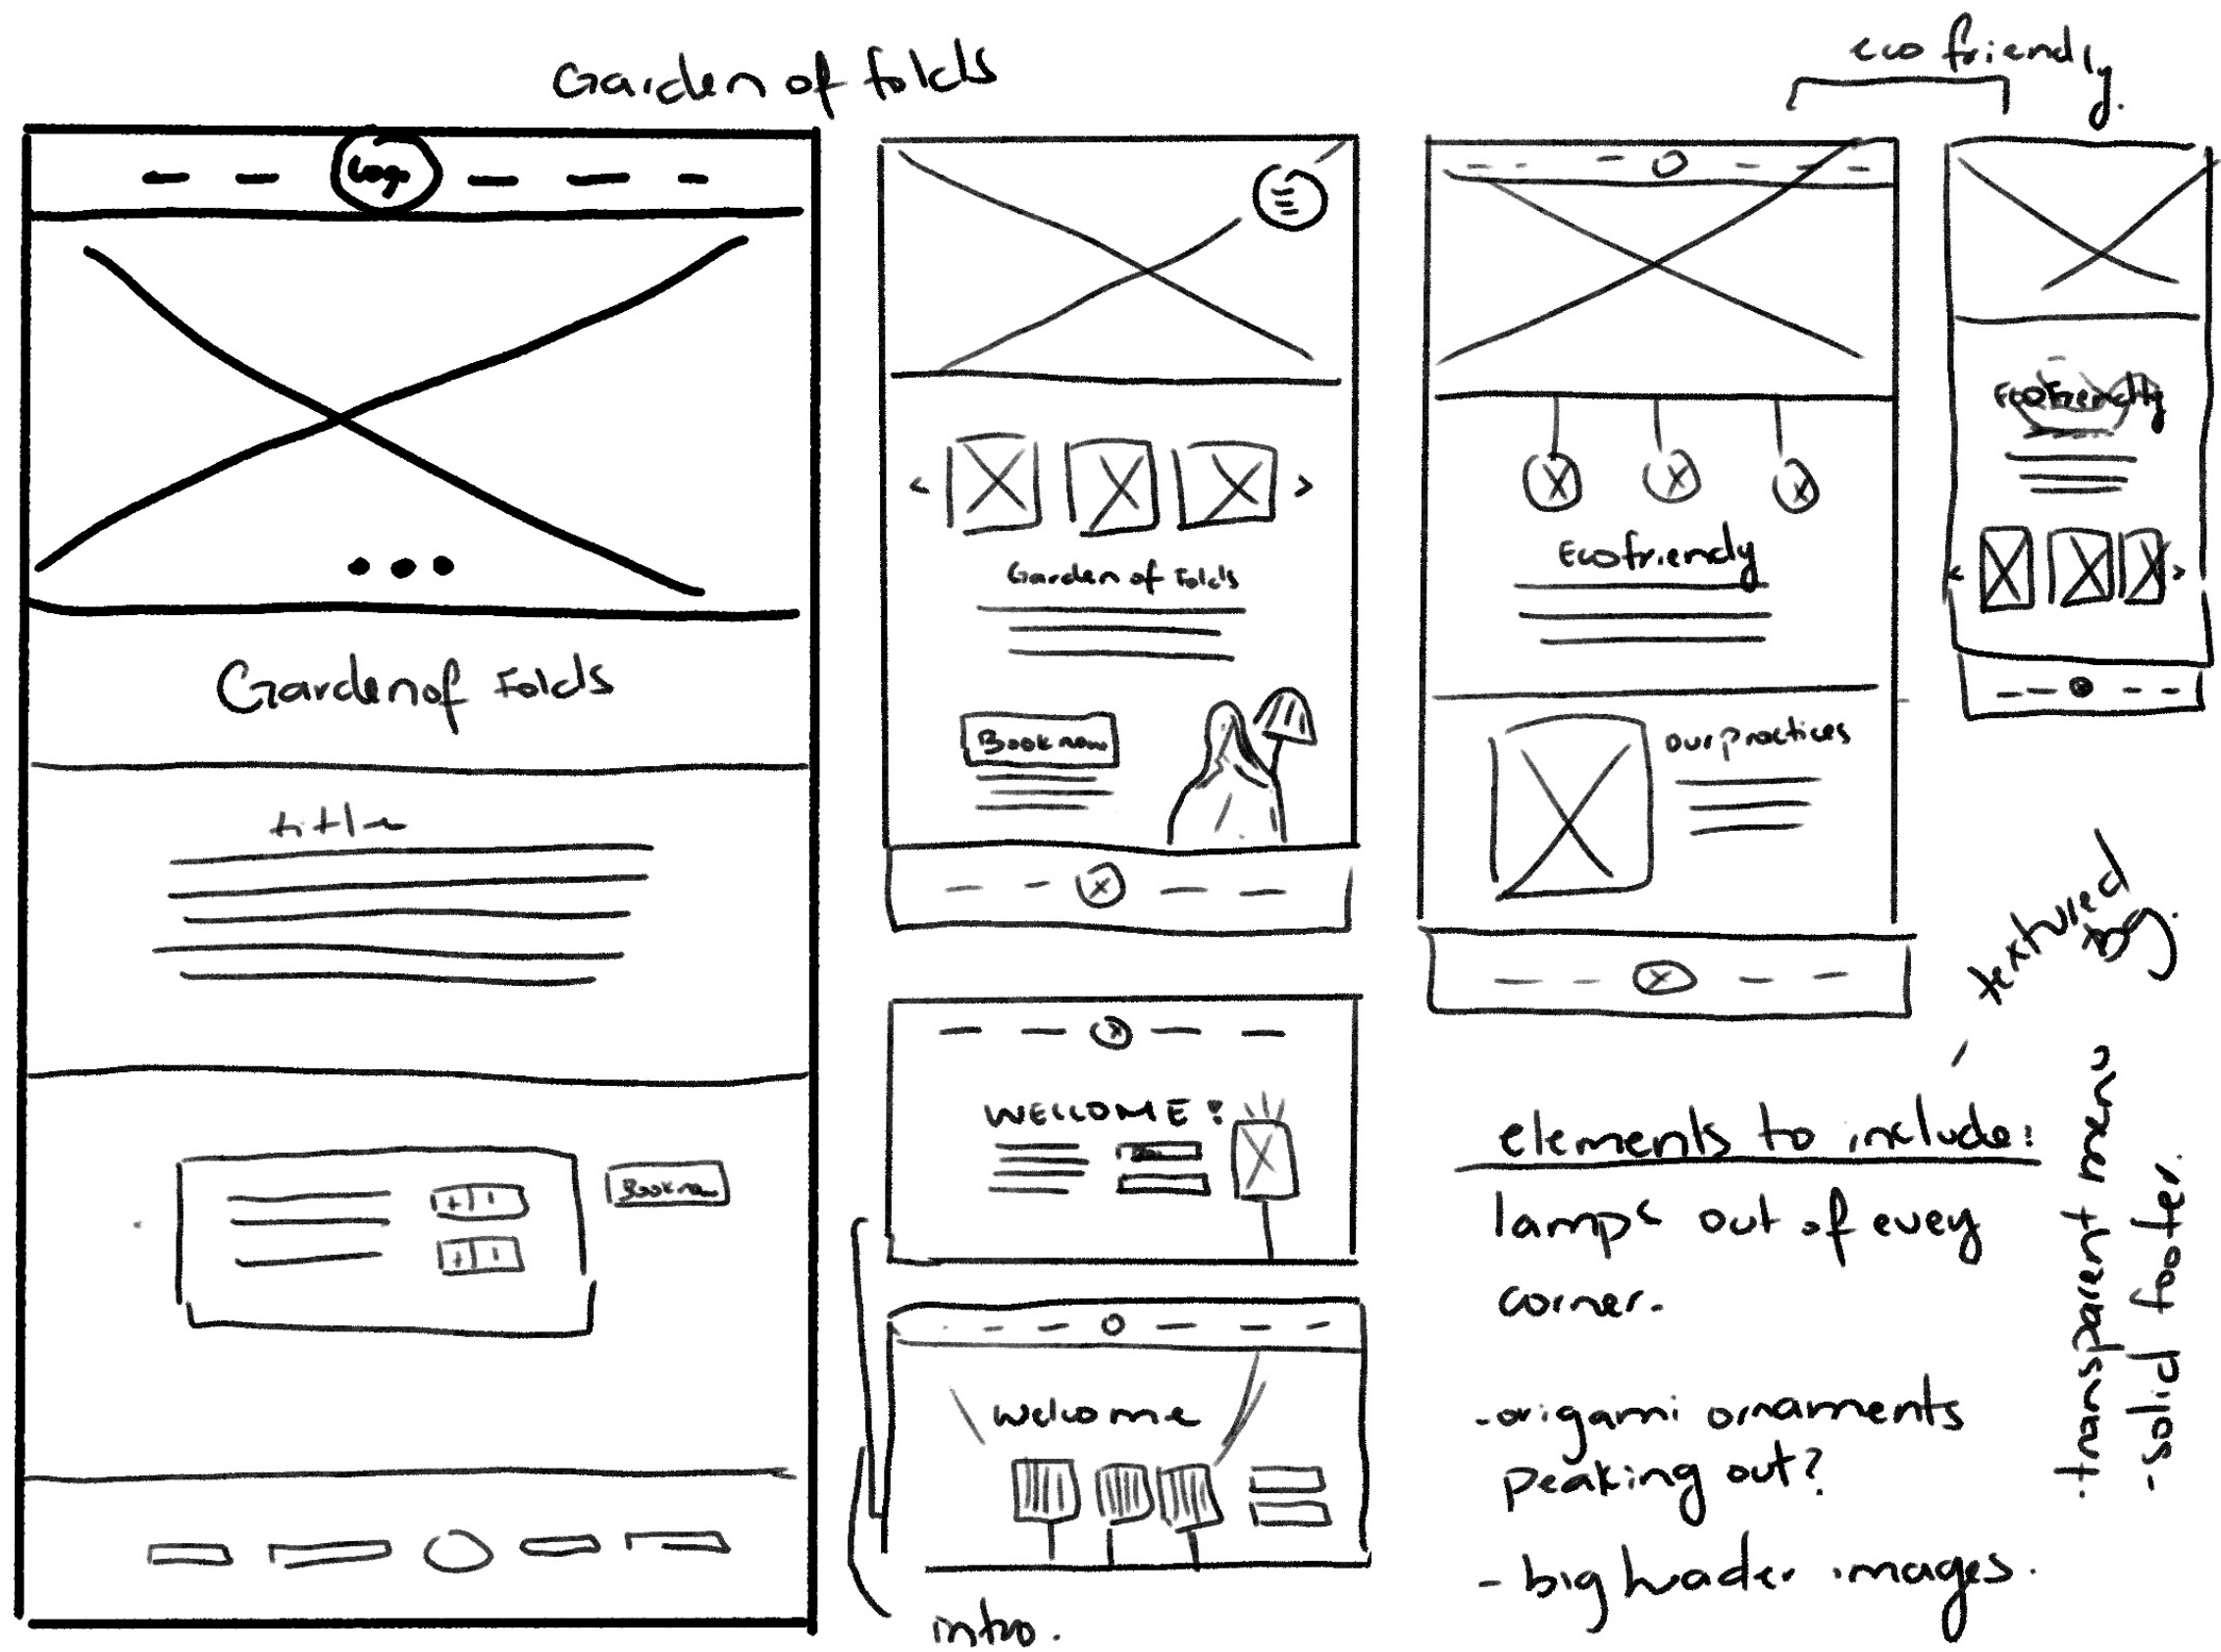 Garden of folds
eco friendly.
Logo
Garden of Folds
title
Book now
Garden of Folds
Book now
WELCOME!
Welcome
intro.
Ecofriendly
our practices
Ecofriendly
textured
bg.
elements to include:
lamps out of evey
corner.
-origami ornaments
peaking out?
- big header images.
-transparent menu
-solid footer.